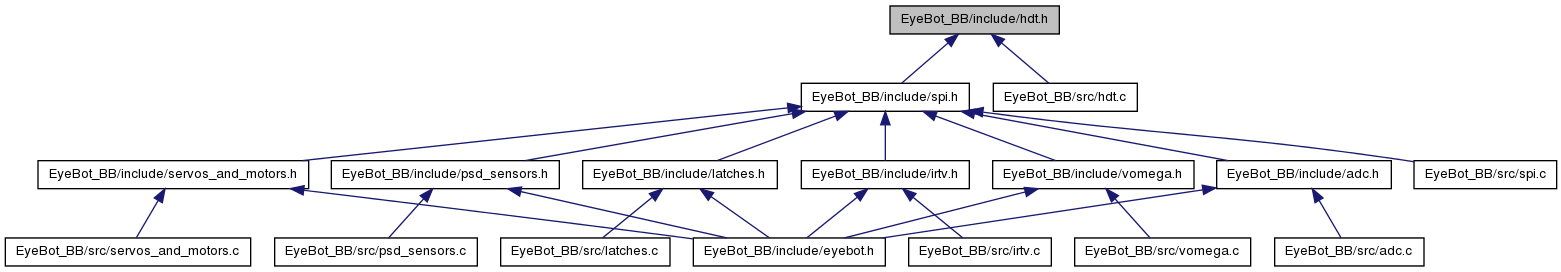 EyeBot_BB/include/hdt.h
EyeBot_BB/include/spi.h
EyeBot_BB/src/hdt.c
EyeBot_BB/include/servos_and_motors.h
EyeBot_BB/include/psd_sensors.h
EyeBot_BB/include/latches.h
EyeBot_BB/include/irtv.h
EyeBot_BB/include/vomega.h
EyeBot_BB/include/adc.h
EyeBot_BB/src/spi.c
EyeBot_BB/src/servos_and_motors.c
EyeBot_BB/src/psd_sensors.c
EyeBot_BB/src/latches.c
EyeBot_BB/include/eyebot.h
EyeBot_BB/src/irtv.c
EyeBot_BB/src/vomega.c
EyeBot_BB/src/adc.c